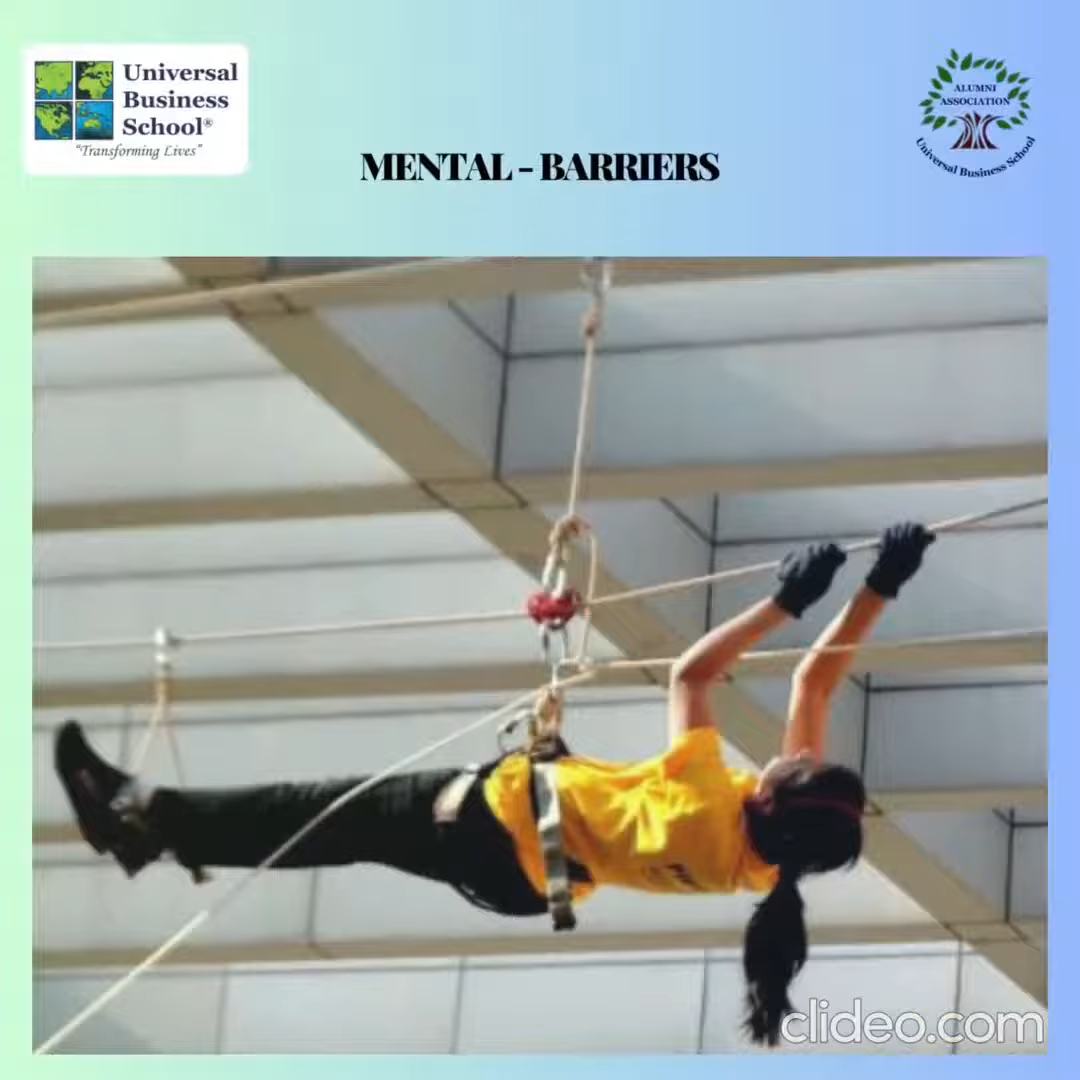 Universal
Business
School®
"Transforming Lives"
ALUMNI
ASSOCIATION
Universal Business School
MENTAL - BARRIERS
clideo.com